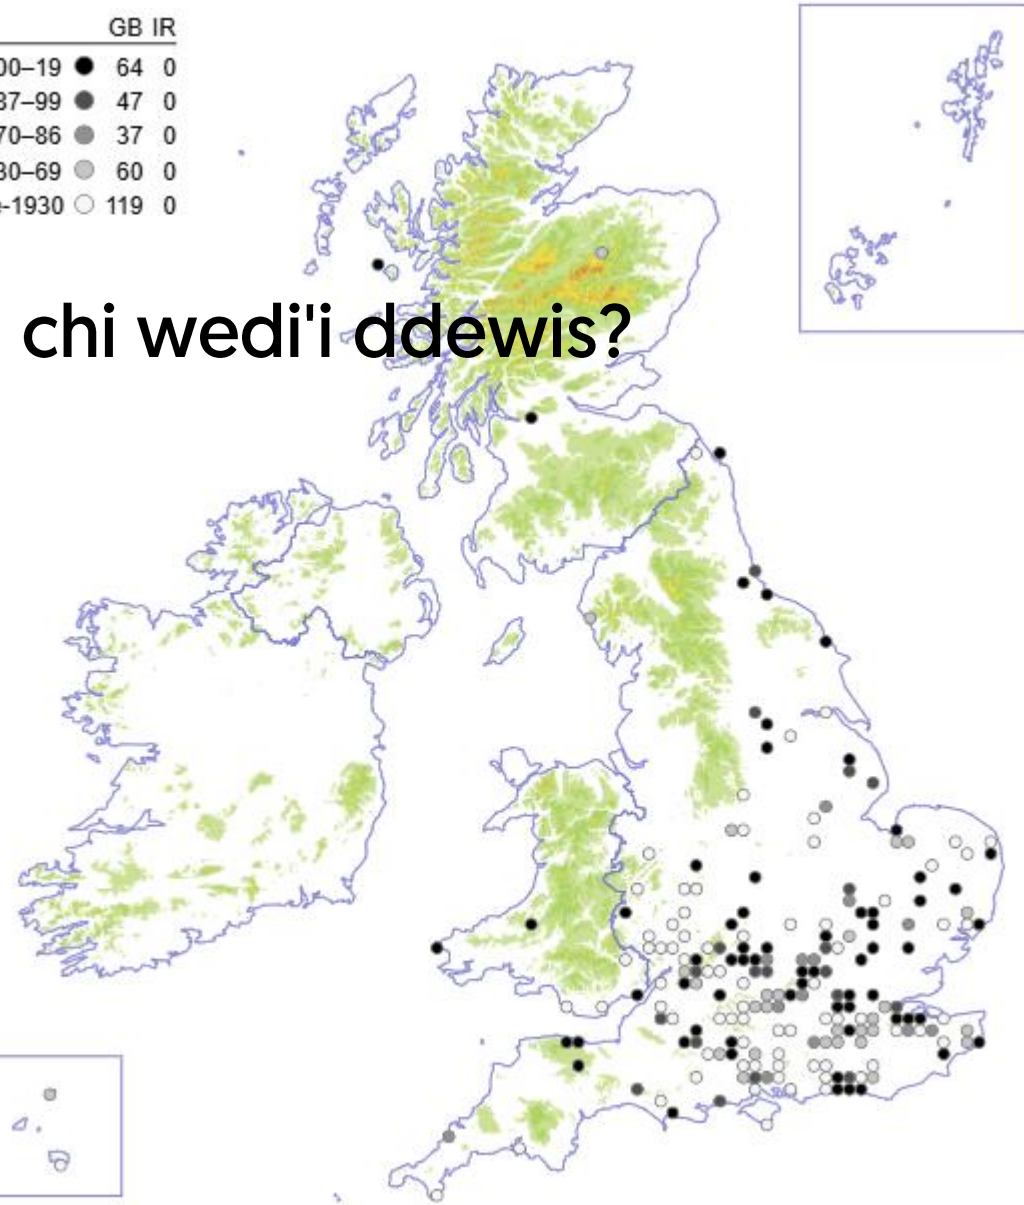 GB IR
00–19 64 0
37–99 47 0
70–86 37 0
30–69 60 0
e-1930 119 0
chi wedi'i ddewis?